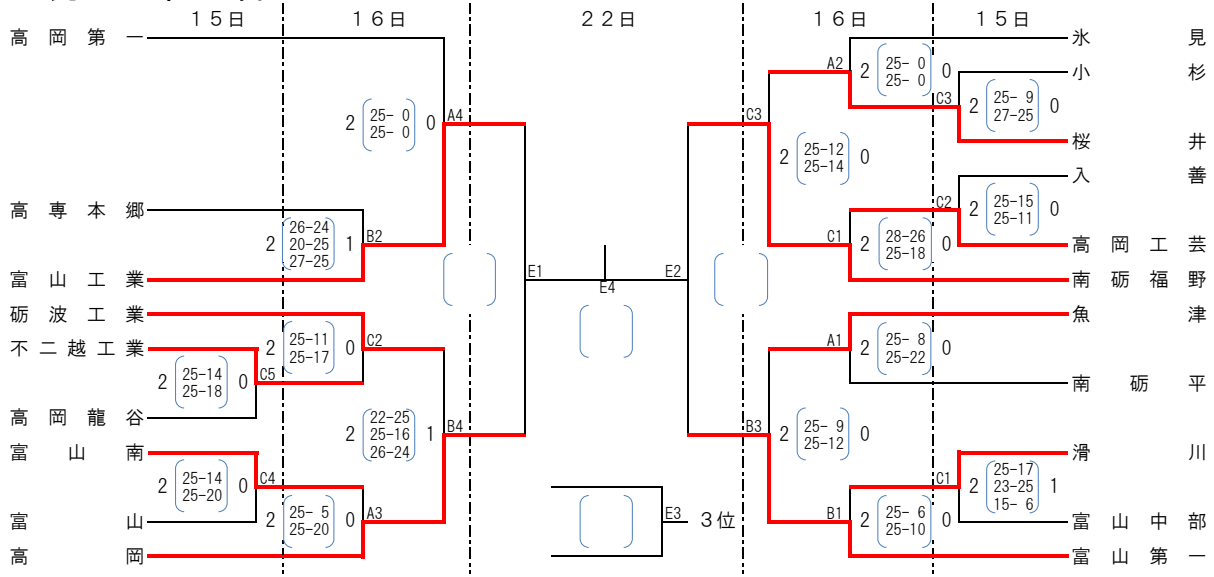 １５日 １６日 ２２日 １６日 １５日
高岡第一
氷見
A2
2 25- 0 0
25- 0
小杉
C3
2 25- 9 0
27-25
2 25- 0 0
25- 0
A4
C3
桜井
2 25-12 0
25-14
入善
高専本郷
C2
2 25-15 0
25-11
26-24
2 20-25 1
27-25
B2
C1
2 28-26 0
25-18
高岡工芸
富山工業
E1
E2
E4
南砺福野
砺波工業
魚津
2 25-11 0
25-17
C2
A1
2 25- 8 0
25-22
不二越工業
2 25-14 0
25-18
C5
南砺平
高岡龍谷
22-25
2 25-16 1
26-24
B4
B3
2 25- 9 0
25-12
富山南
滑川
2 25-14 0
25-20
C4
C1
25-17
2 23-25 1
15- 6
富山
2 25- 5 0
25-20
A3
E3
３位
B1
2 25- 6 0
25-10
富山中部
高岡
富山第一